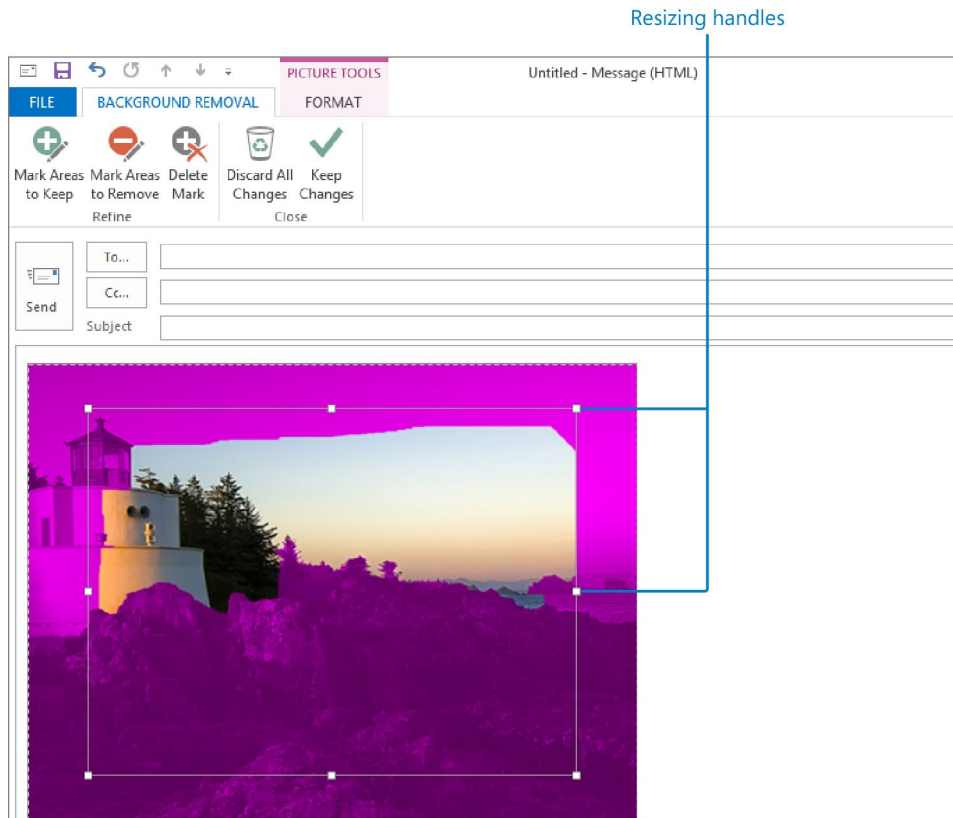 Resizing handles
PICTURE TOOLS
Untitled - Message (HTML)
FILE
BACKGROUND REMOVAL
FORMAT
Mark Areas
to Keep
Mark Areas
to Remove
Delete
Mark
Discard All
Changes
Keep
Changes
Refine
Close
To...
Send
Cc...
Subject